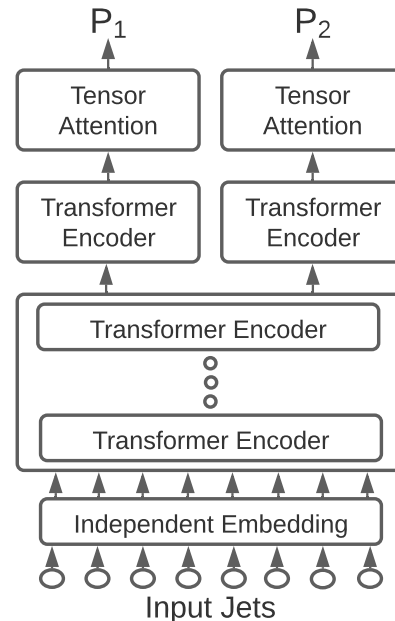 P1 P2
Tensor Attention
Tensor Attention
Transformer Encoder
Transformer Encoder
Transformer Encoder
Transformer Encoder
Independent Embedding
Input Jets